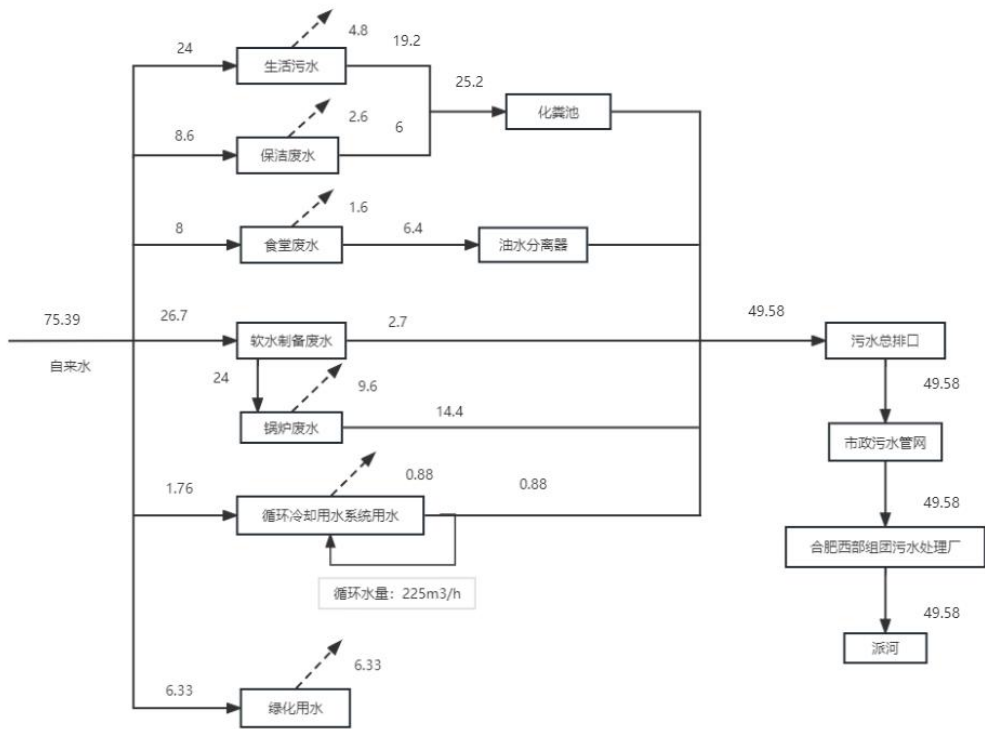 4.8
24
19.2
生活污水
25.2
化粪池
2.6
8.6
6
保洁废水
1.6
8
6.4
食堂废水
油水分离器
75.39
26.7
2.7
49.58
自来水
软水制备废水
污水总排口
24
9.6
49.58
锅炉废水
14.4
市政污水管网
1.76
0.88
0.88
49.58
循环冷却用水系统用水
合肥西部组团污水处理厂
循环水量：225m3/h
49.58
派河
6.33
6.33
绿化用水